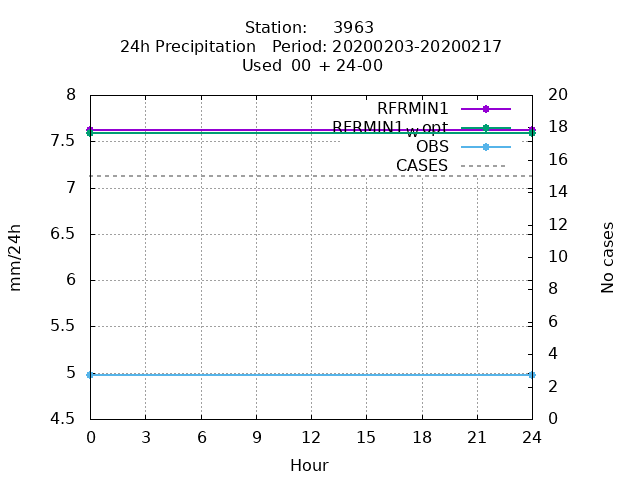 Station: 3963
24h Precipitation Period: 20200203-20200217
Used 00 + 24-00
8 20
RFRMIN1
RFRMIN1_w opt 18
7.5
OBS
CASES 16
7
14
6.5
12
mm/24h
No cases
6 10
8
5.5
6
5 4
2
4.5 0
0 3 6 9 12 15 18 21 24
Hour